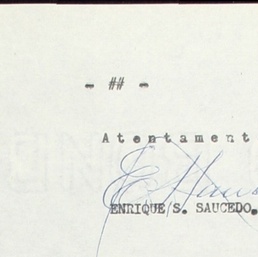 - ## -
Atentament
ENRIQUE S. SAUCEDO.